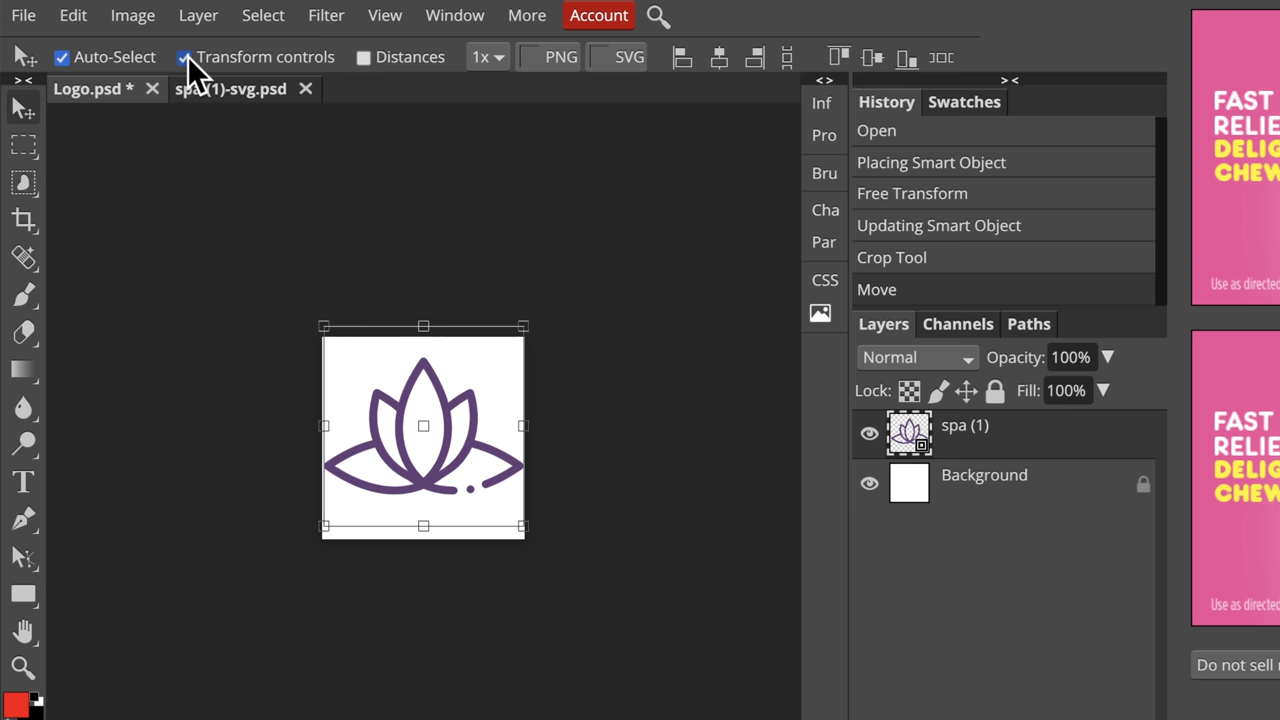 File Edit Image Layer Select Filter View Window More Account
Auto-Select Transform controls Distances 1x PNG SVG
> < Logo.psd * (1)-svg.psd
< > > <
Inf
Pro
Bru
Cha
Par
CSS
History Swatches
Open
Placing Smart Object
Free Transform
Updating Smart Object
Crop Tool
Move
Layers Channels Paths
Normal Opacity: 100%
Lock: Fill: 100%
spa (1)
Background
FAST
RELIE
DELIG
CHEW
Use as directed
FAST
RELIE
DELIG
CHEW
Use as directed
Do not sell